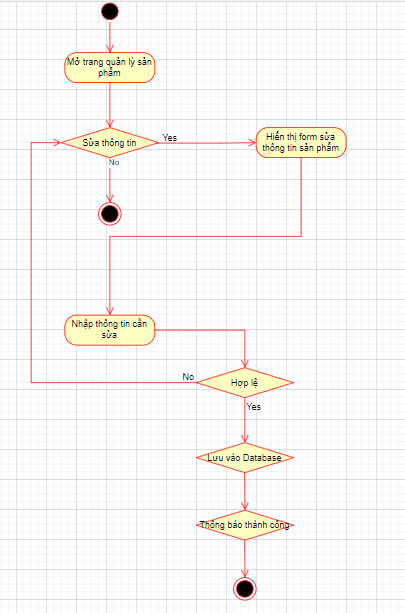 Mở trang quản lý sản
phẩm
Sửa thông tin
Yes
Hiển thị form sửa
thông tin sản phẩm
No
Nhập thông tin cần
sửa
No
Hợp lệ
Yes
Lưu vào Database
Thông báo thành công